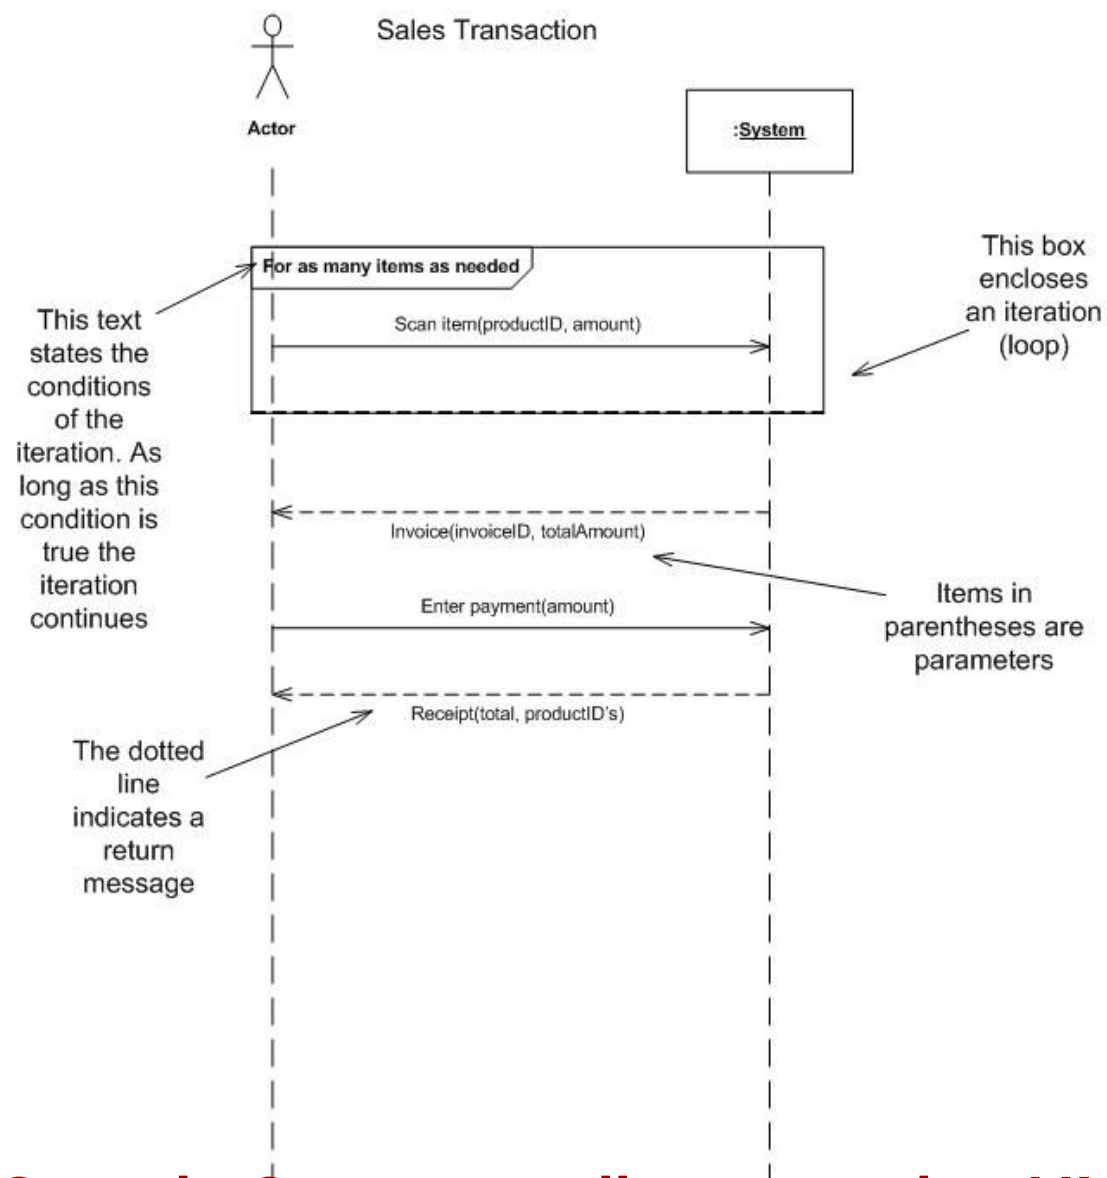 Sales Transaction
Actor
:System
For as many items as needed
Scan item(productID, amount)
This box
encloses
an iteration
(loop)
This text
states the
conditions
of the
iteration. As
long as this
condition is
true the
iteration
continues
Invoice(invoiceID, totalAmount)
Enter payment(amount)
Items in
parentheses are
parameters
Receipt(total, productID's)
The dotted
line
indicates a
return
message